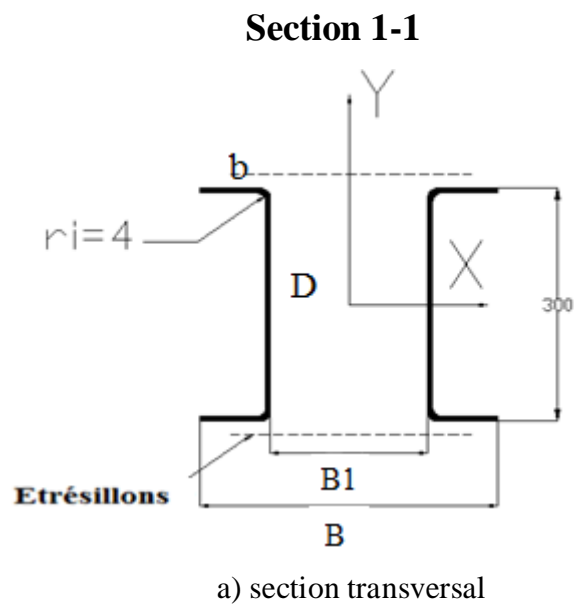 Section 1-1
Y
b
ri=4
X
D
300
B1
Etrésillons
B
a) section transversal